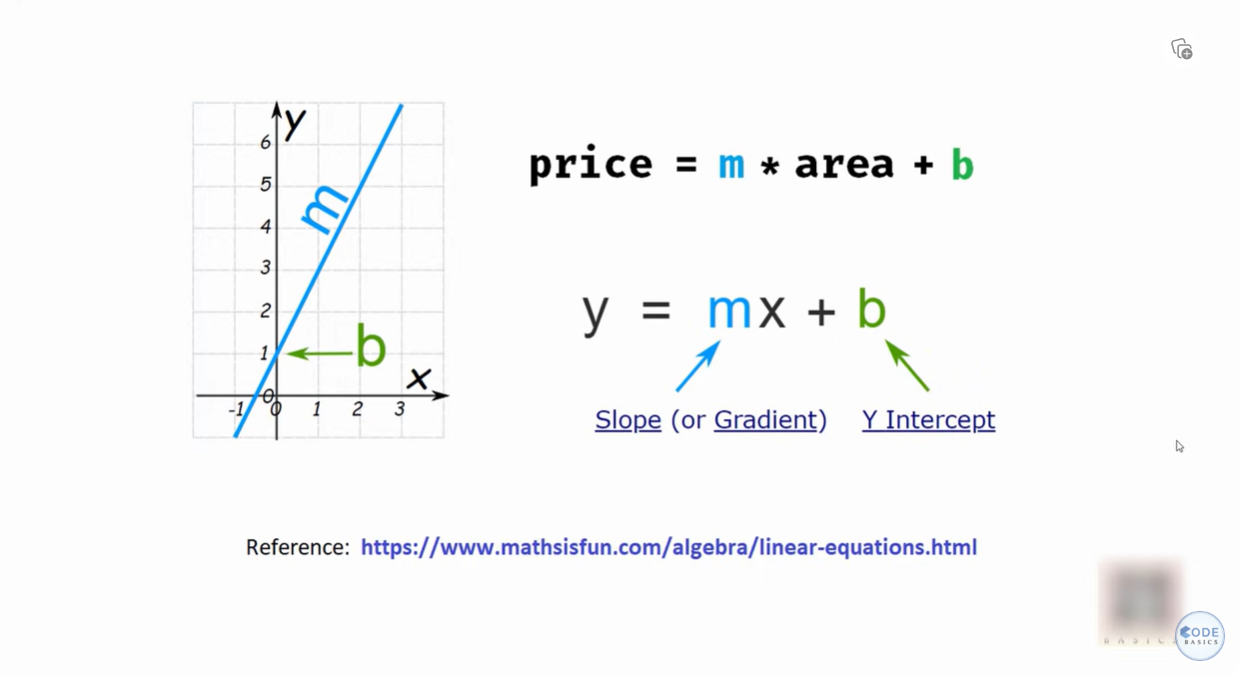 y
6
5
4
3
2
1
0
-1 0 1 2 3
x
m
b
price = m * area + b
y = mx + b
Slope (or Gradient) Y Intercept
Reference: https://www.mathsisfun.com/algebra/linear-equations.html
CODE
BASICS